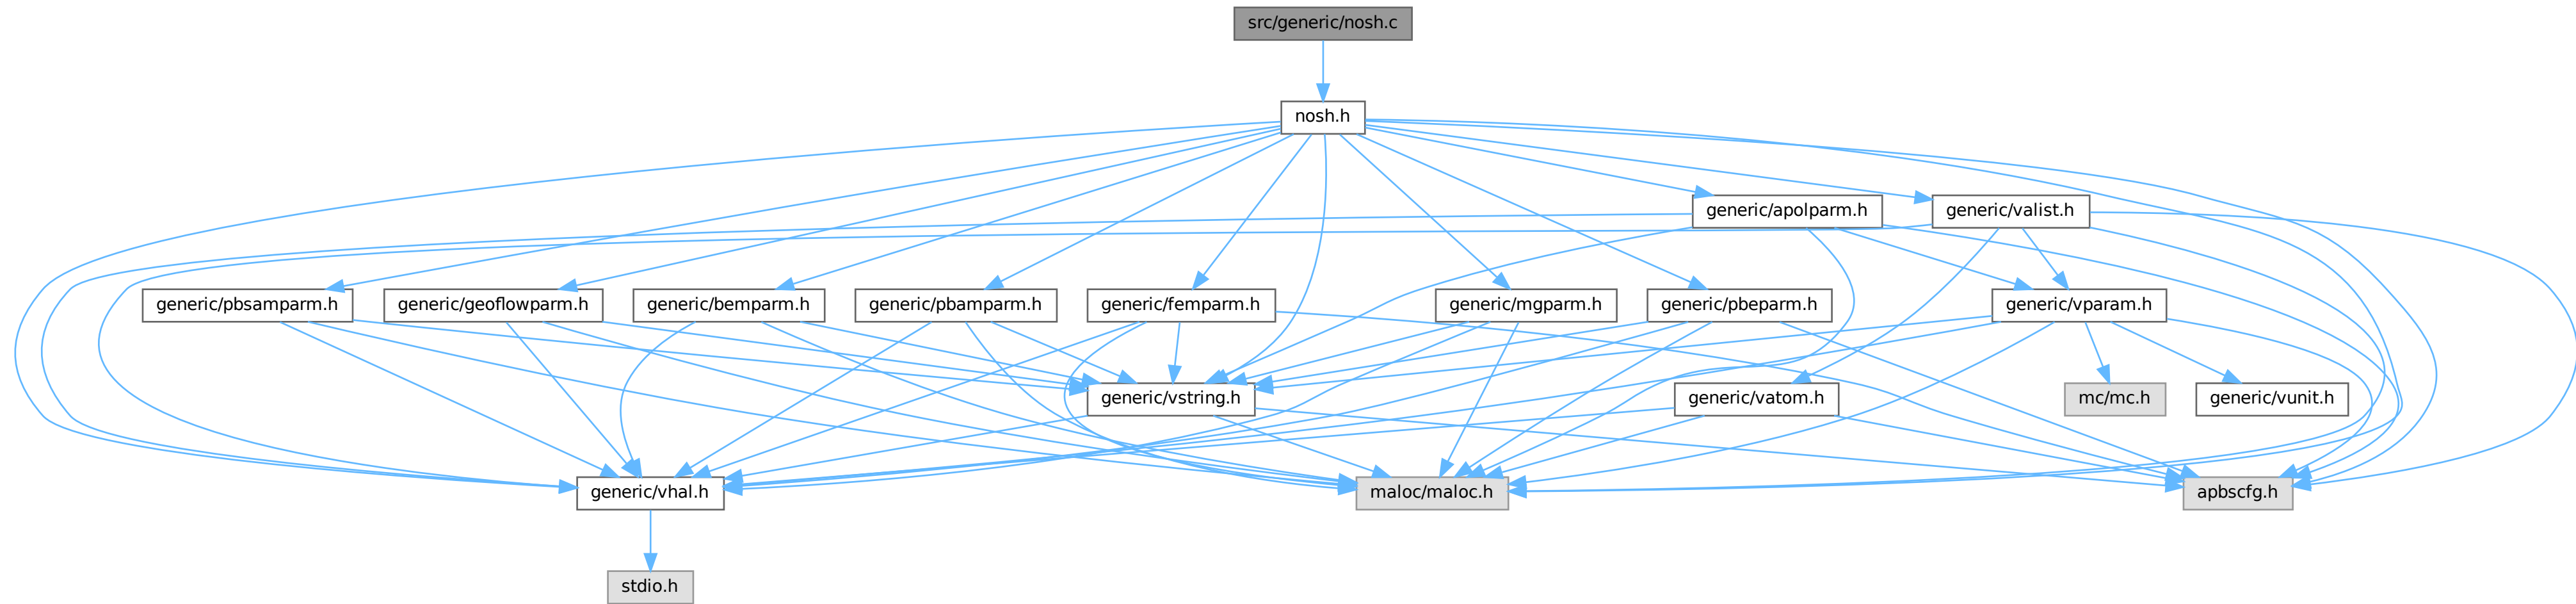 src/generic/nosh.c
nosh.h
generic/apolparm.h
generic/valist.h
generic/pbsamparm.h
generic/geoflowparm.h
generic/bemparm.h
generic/pbamparm.h
generic/femparm.h
generic/mgparm.h
generic/pbeparm.h
generic/vparam.h
generic/vstring.h
generic/vatom.h
mc/mc.h
generic/vunit.h
generic/vhal.h
maloc/maloc.h
apbscfg.h
stdio.h